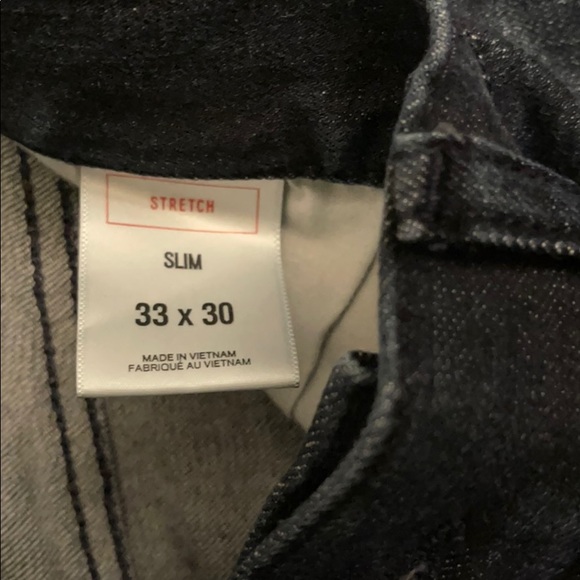 STRETCH
SLIM
33 x 30
MADE IN VIETNAM
FABRIQUÉ AU VIETNAM